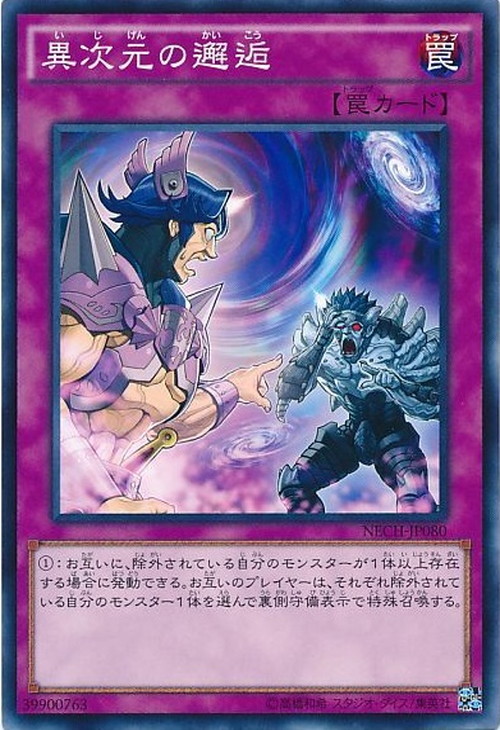 異次元の邂逅
罠
【罠カード】
NECH-JP080
①：お互いに、除外されている自分のモンスターが1体以上存在
する場合に発動できる。お互いのプレイヤーは、それぞれ除外されて
いる自分のモンスター1体を選んで裏側守備表示で特殊召喚する。
39900763
©高橋和希 スタジオ・ダイス/集英社